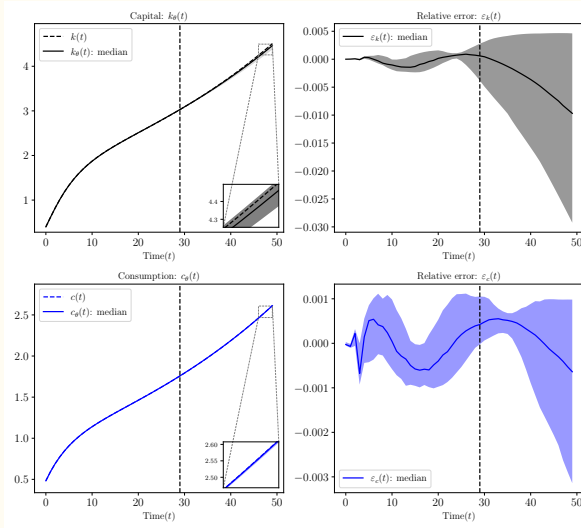 Capital: kθ(t)
k(t)
kθ(t): median
4
3
2
1
4.4
4.3
0 10 20 30 40 50
Time(t)
Relative error: εk(t)
εk(t): median
0.005
0.000
−0.005
−0.010
−0.015
−0.020
−0.025
−0.030
0 10 20 30 40 50
Time(t)
Consumption: cθ(t)
c(t)
cθ(t): median
2.5
2.0
1.5
1.0
0.5
2.60
2.55
2.50
0 10 20 30 40 50
Time(t)
Relative error: εc(t)
0.001
0.000
−0.001
−0.002
−0.003
εc(t): median
0 10 20 30 40 50
Time(t)